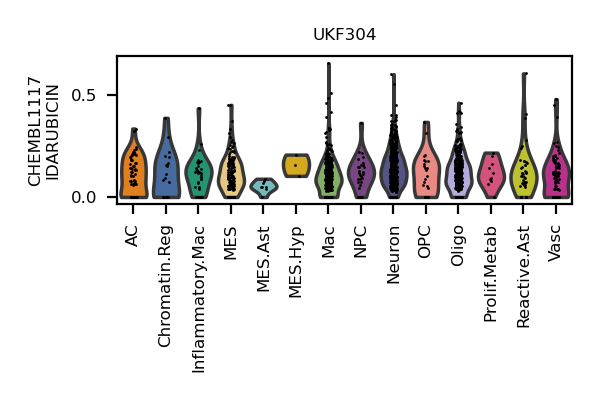 UKF304
CHEMBL1117
IDARUBICIN
0.5
0.0
AC
Chromatin.Reg
Inflammatory.Mac
MES
MES.Ast
MES.Hyp
Mac
NPC
Neuron
OPC
Oligo
Prolif.Metab
Reactive.Ast
Vasc